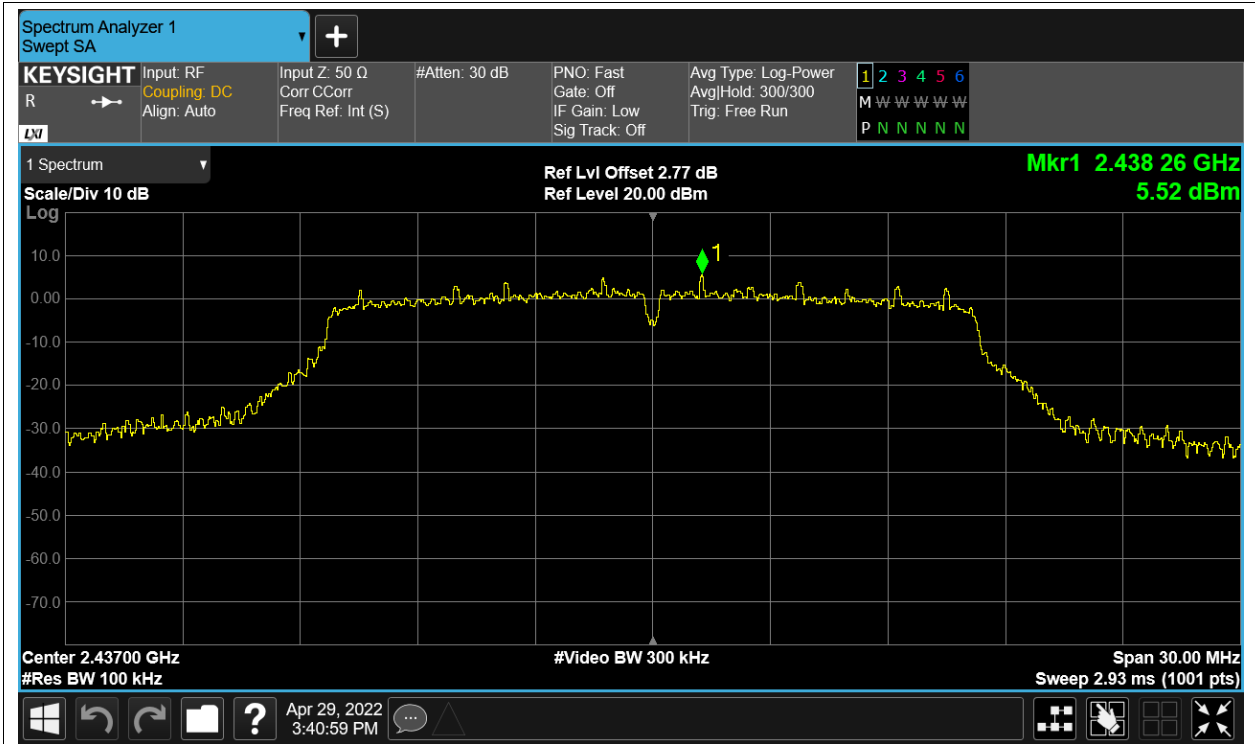 Spectrum Analyzer 1
Swept SA
KEYSIGHT
R
LXI
Input: RF
Coupling: DC
Align: Auto
Input Z: 50 Ω
Corr CCorr
Freq Ref: Int (S)
#Atten: 30 dB
PNO: Fast
Gate: Off
IF Gain: Low
Sig Track: Off
Avg Type: Log-Power
Avg|Hold: 300/300
Trig: Free Run
1 2 3 4 5 6
M W W W W W W
P N N N N N N
1 Spectrum
Scale/Div 10 dB
Ref Lvl Offset 2.77 dB
Ref Level 20.00 dBm
Mkr1 2.438 26 GHz
5.52 dBm
Log
1
10.0
0.00
-10.0
-20.0
-30.0
-40.0
-50.0
-60.0
-70.0
Center 2.43700 GHz
#Video BW 300 kHz
Span 30.00 MHz
#Res BW 100 kHz
Sweep 2.93 ms (1001 pts)
?
Apr 29, 2022
3:40:59 PM